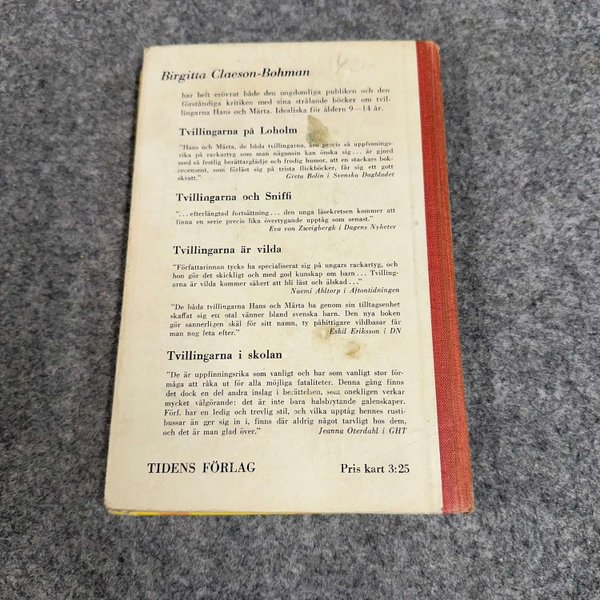 Birgitta Claeson-Bohman
har helt erövrat både den ungdomliga publiken och den
förståndiga kritiken med sina strålande böcker om tvil-
lingarna Hans och Märta. Idealiska för åldern 9—14 år.
Tvillingarna på Loholm
"Hans och Märta, de båda tvillingarna, äro precis så uppfinnings-
rika på rackartyg som man någonsin kan önska sig... är gjord
med så festlig berättarglädje och fredig humor, att en stackars bok-
recensent, som förläst sig på trista flickböcker, får sig ett gott
skratt."
Greta Bolin i Svenska Dagbladet
Tvillingarna och Sniffi
"...efterlängtad fortsättning... den unga läsekretsen kommer att
finna en serie precis lika övertygande upptåg som senast."
Eva von Zweigbergk i Dagens Nyheter
Tvillingarna är vilda
"Författarinnan tycks ha specialiserat sig på ungars rackartyg, och
hon gör det skickligt och med god kunskap om barn... Tvilling-
arna är vilda kommer säkert att bli läst och älskad..."
Naemi Ahltorp i Aftontidningen
"De båda tvillingarna Hans och Märta ha genom sin tilltagsenhet
skaffat sig ett otal vänner bland svenska barn. Den nya boken
gör sannerligen skäl för sitt namn, ty påhittigare vildbasar får
man nog leta efter."
Eskil Eriksson i DN
Tvillingarna i skolan
"De är uppfinningsrika som vanligt och har som vanligt stor för-
måga att råka ut för alla möjliga fataliteter. Denna gång finns
det dock en del andra inslag i berättelsen, som onekligen verkar
mycket välgörande: det är inte bara halsbrytande galenskaper.
Förf. har en ledig och trevlig stil, och vilka upptåg hennes rusti-
bussar än ger sig in i, finns där aldrig något tarvligt hos dem,
och det är man glad över."
Jeanna Oterdahl i GHT
TIDENS FÖRLAG
Pris kart 3:25